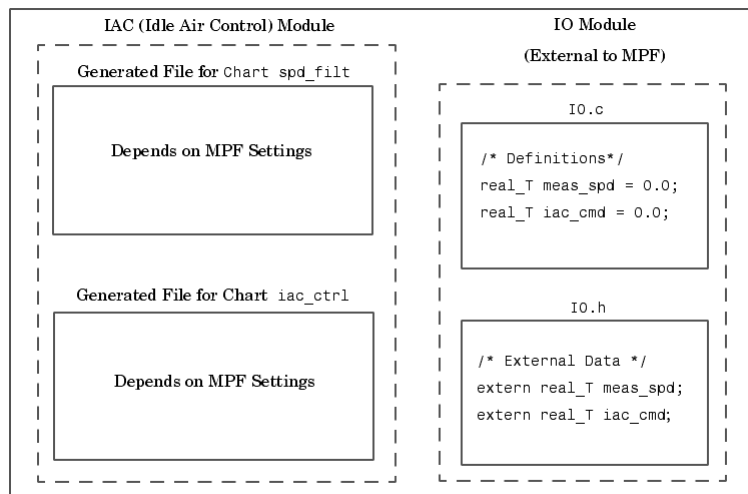 IAC (Idle Air Control) Module
Generated File for Chart spd_filt
Depends on MPF Settings
Generated File for Chart iac_ctrl
Depends on MPF Settings
IO Module
(External to MPF)
IO.c
/* Definitions*/
real_T meas_spd = 0.0;
real_T iac_cmd = 0.0;
IO.h
/* External Data */
extern real_T meas_spd;
extern real_T iac_cmd;